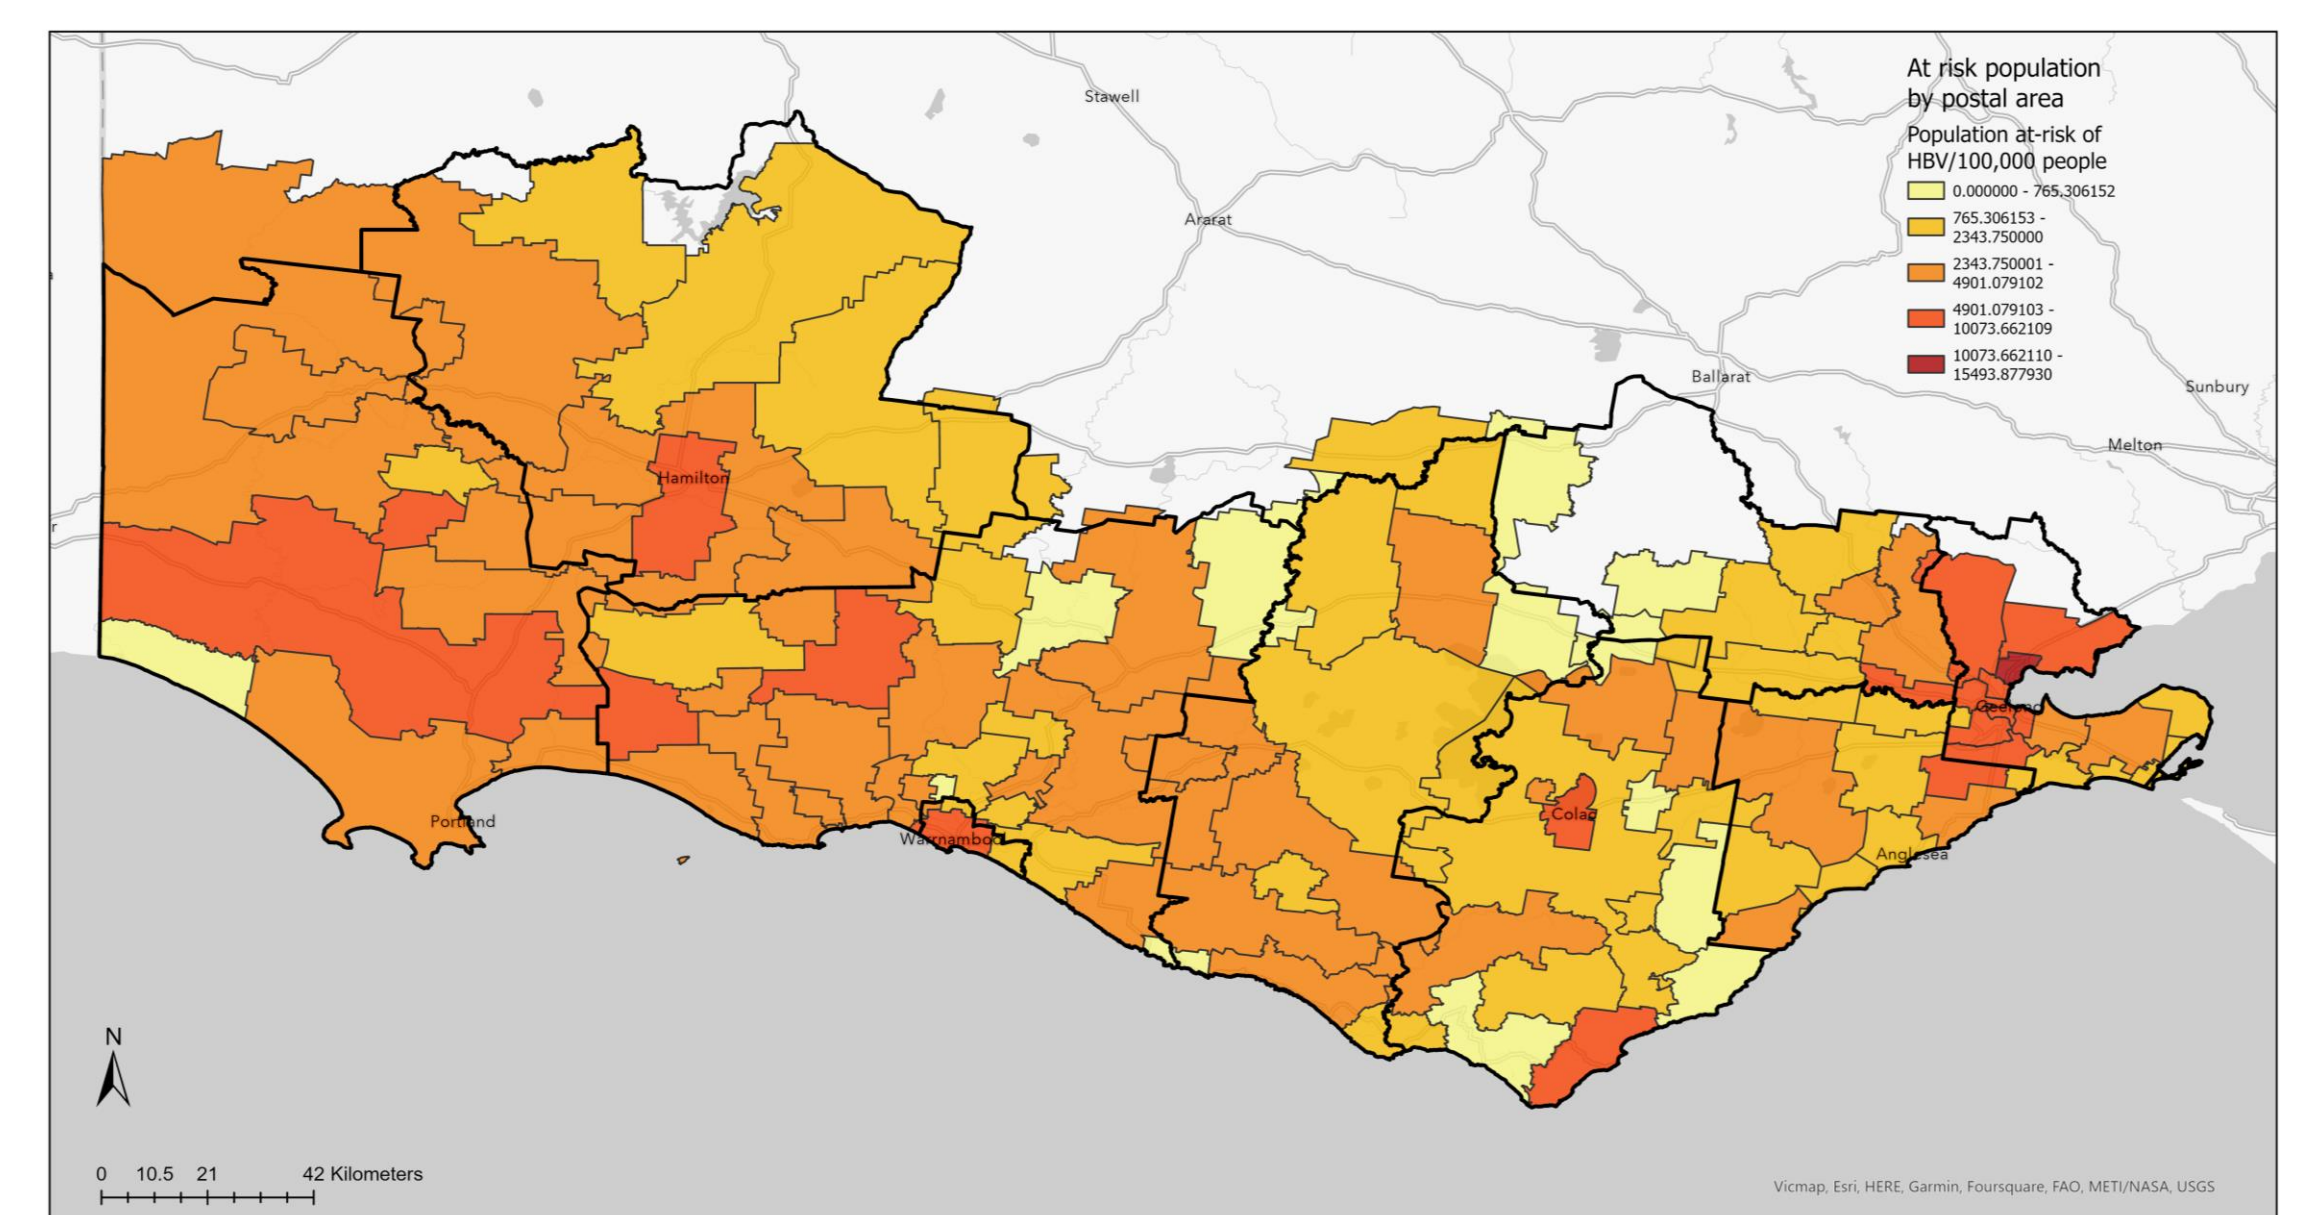 At risk population
by postal area
Population at-risk of
HBV/100,000 people
0.000000 - 765.306152
765.306153 -
2343.750000
2343.750001 -
4901.079102
4901.079103 -
10073.662109
10073.662110 -
15493.877930
Stawell
Ararat
Ballarat
Sunbury
Melton
Hamilton
Geelong
Portland
Warrnambool
Colac
Anglesea
r
N
0 10.5 21 42 Kilometers
Vicmap, Esri, HERE, Garmin, Foursquare, FAO, METI/NASA, USGS